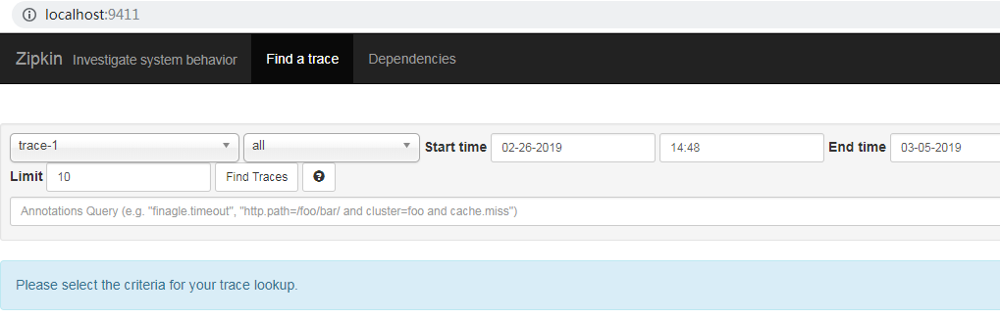 localhost:9411
Zipkin Investigate system behavior Find a trace Dependencies
trace-1 all Start time 02-26-2019 14:48 End time 03-05-2019
Limit 10 Find Traces
Annotations Query (e.g. "finagle.timeout", "http.path=/foo/bar/ and cluster=foo and cache.miss")
Please select the criteria for your trace lookup.